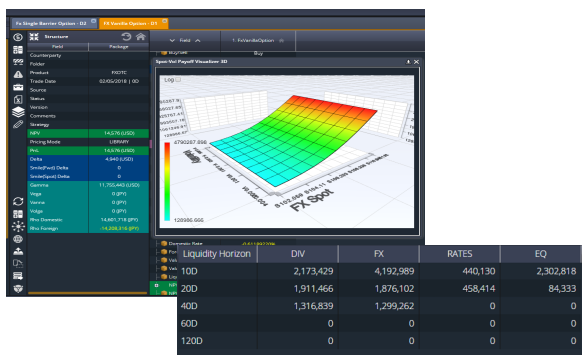 Fx Single Barrier Option - D2
FX Vanilla Option - D1
Structure
Field Package
Counterparty
Folder
Product FXOTC
Trade Date 02/05/2018 | 0D
Source
Status
Version
Comments
Strategy
NPV 14,576 (USD)
Pricing Mode LIBRARY
PnL 14,576 (USD)
Delta 4,940 (USD)
Smile(Fwd) Delta 0
Smile(Spot) Delta 0
Gamma 11,755,443 (USD)
Vega 0 (JPY)
Vanna 0 (JPY)
Volga 0 (JPY)
Rho Domestic 14,601,718 (JPY)
Rho Foreign -14,208,316 (JPY)
Field
1: FxVanillaOption
Buy/Sell Buy
Spot-Vol Payoff Visualizer 3D
Log
4790287.898
128986.666
Volatility
FX Spot
Domestic Rate
Liquidity Horizon DIV FX RATES EQ
10D 2,173,429 4,192,989 440,130 2,302,818
20D 1,911,466 1,876,102 458,414 84,333
40D 1,316,839 1,299,262 0 0
60D 0 0 0 0
120D 0 0 0 0